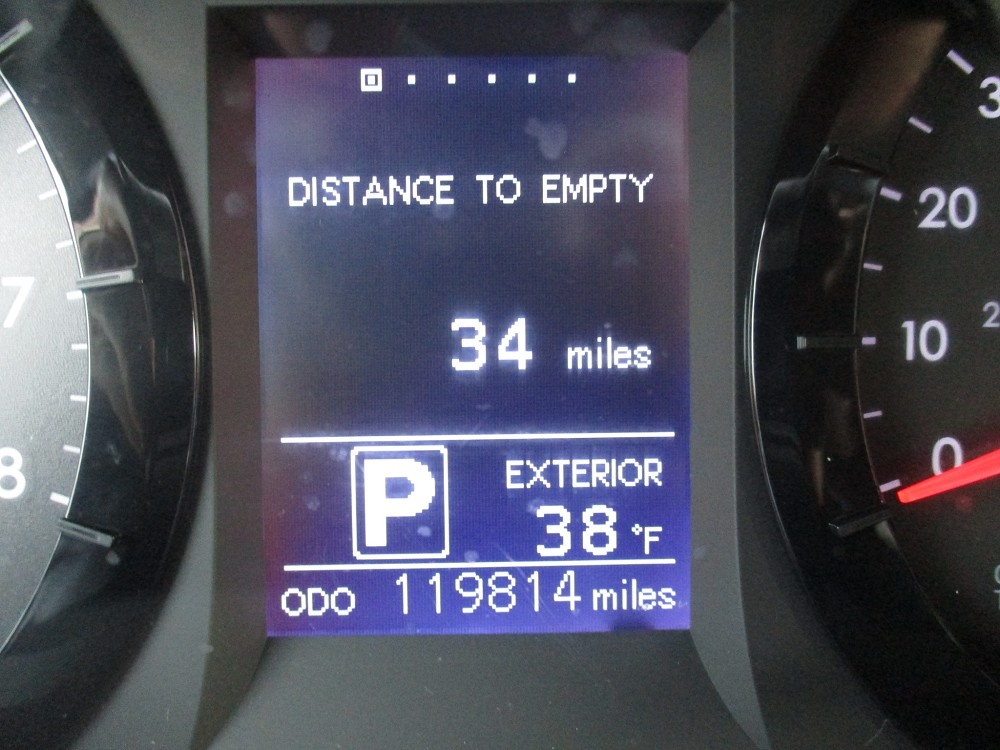 DISTANCE TO EMPTY
34 miles
P
EXTERIOR
38 °F
ODO 119814 miles
7
8
20
10
0